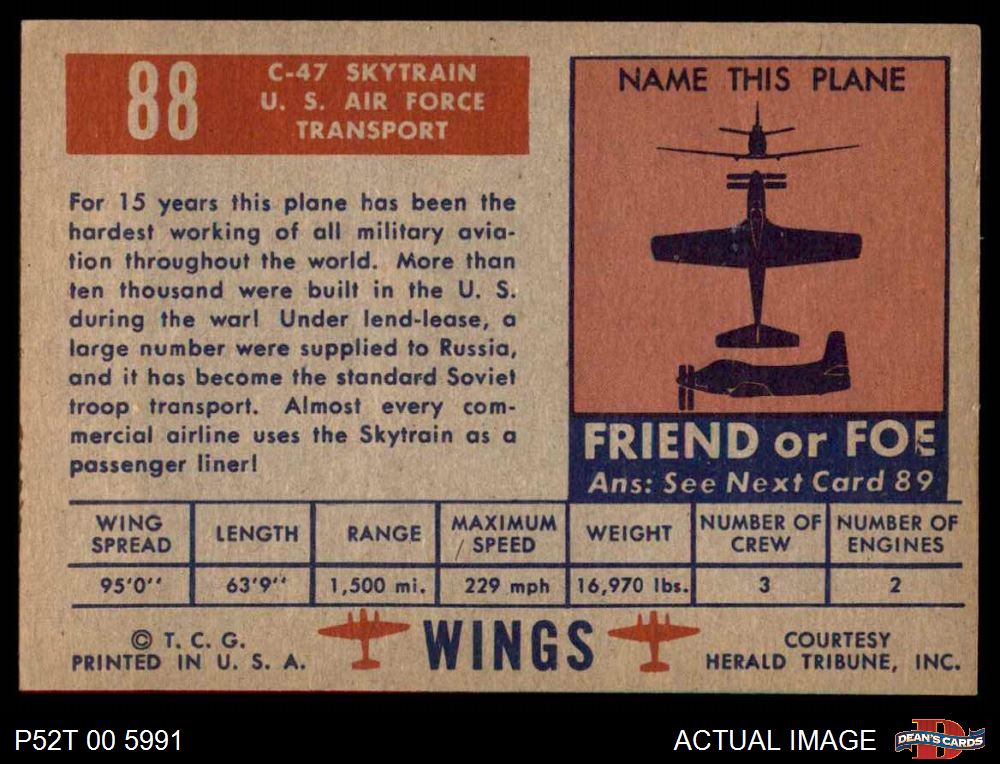 88
C-47 SKYTRAIN
U. S. AIR FORCE
TRANSPORT
For 15 years this plane has been the
hardest working of all military avia-
tion throughout the world. More than
ten thousand were built in the U. S.
during the war! Under lend-lease, a
large number were supplied to Russia,
and it has become the standard Soviet
troop transport. Almost every com-
mercial airline uses the Skytrain as a
passenger liner!
NAME THIS PLANE
FRIEND or FOE
Ans: See Next Card 89
WING SPREAD
LENGTH
RANGE
MAXIMUM SPEED
WEIGHT
NUMBER OF CREW
NUMBER OF ENGINES
95'0''
63'9''
1,500 mi.
229 mph
16,970 lbs.
3
2
© T. C. G.
PRINTED IN U. S. A.
WINGS
COURTESY
HERALD TRIBUNE, INC.
P52T 00 5991
ACTUAL IMAGE
D
DEAN'S CARDS